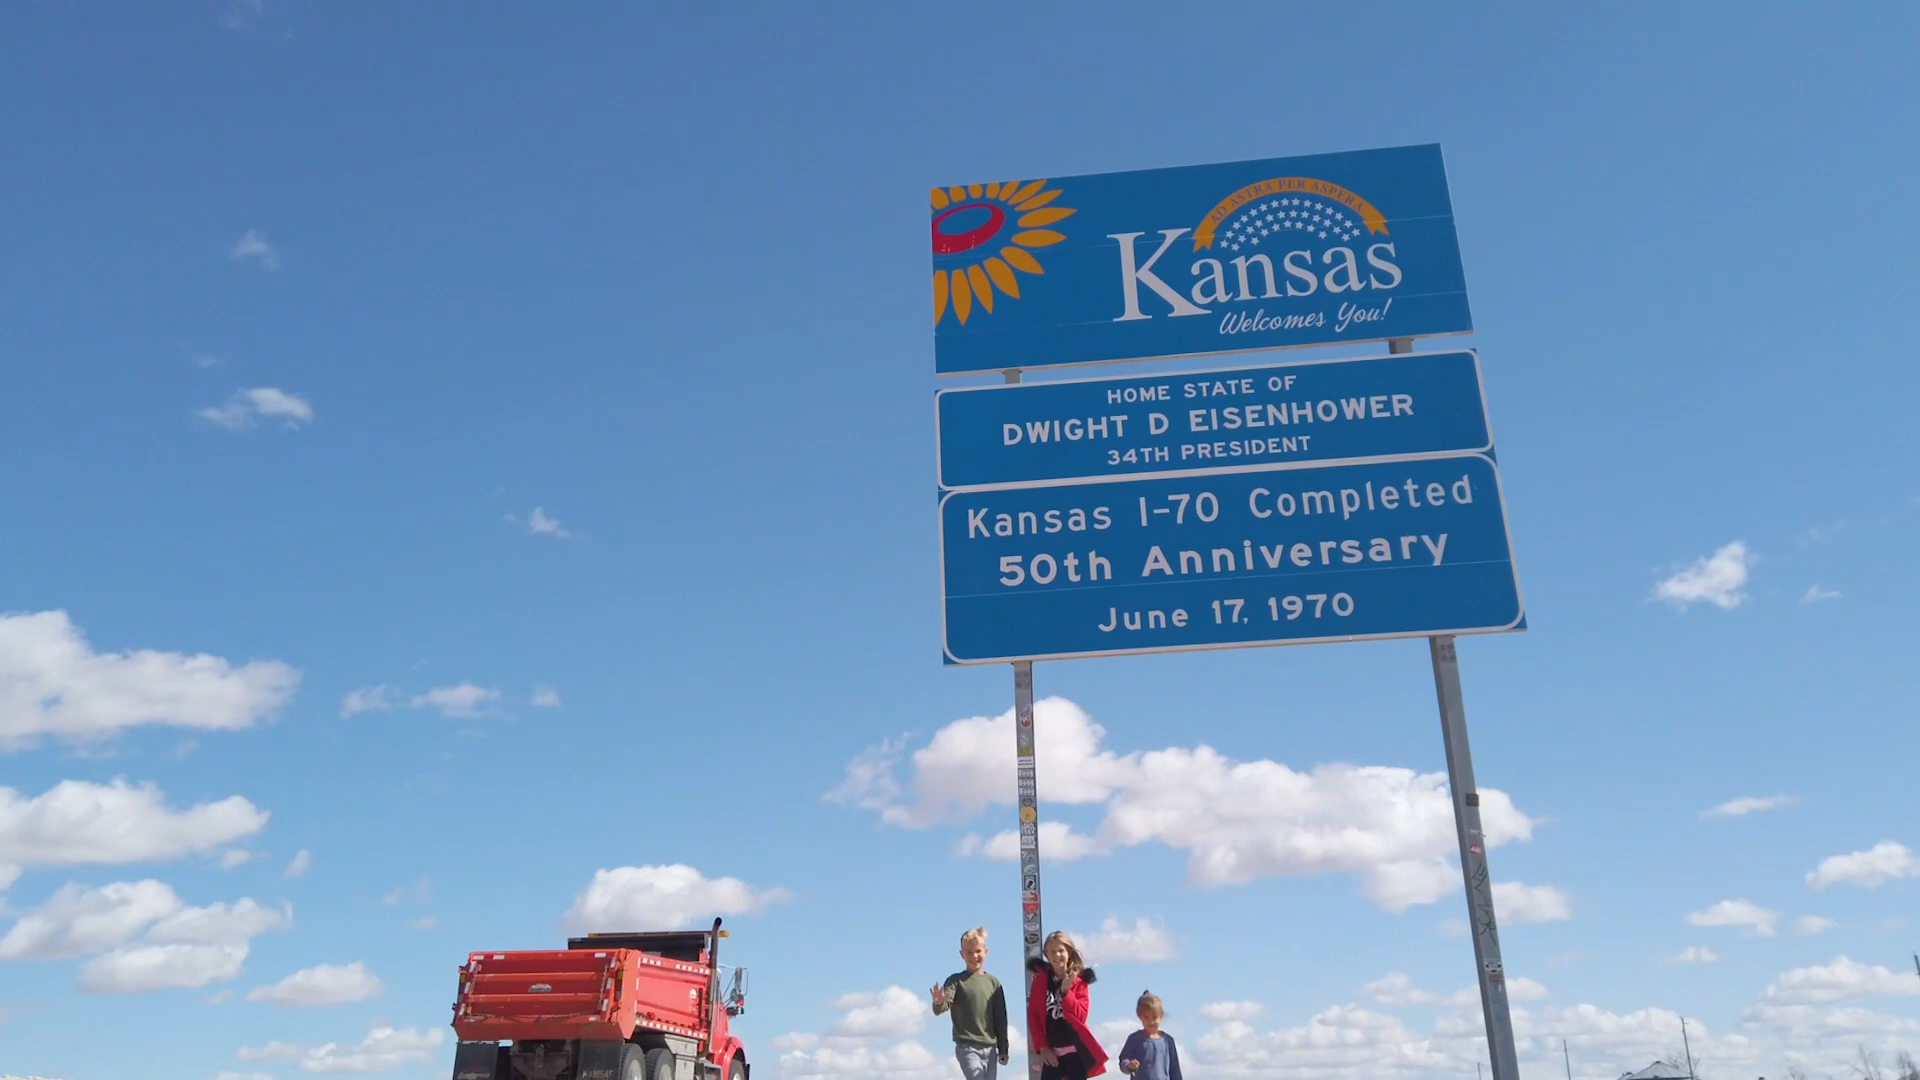 AD ASTRA PER ASPERA
Kansas
Welcomes You!
HOME STATE OF
DWIGHT D EISENHOWER
34TH PRESIDENT
Kansas I-70 Completed
50th Anniversary
June 17, 1970
KANSAS